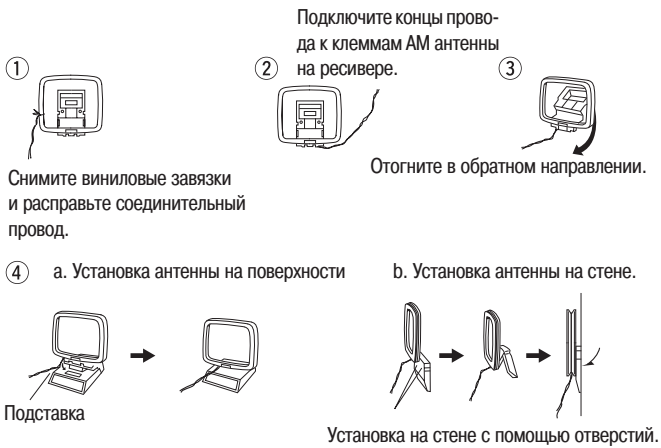 Подключите концы прово-
да к клеммам АМ антенны
на ресивере.
1
2
3
Снимите виниловые завязки
и расправьте соединительный
провод.
Отогните в обратном направлении.
4 a. Установка антенны на поверхности
b. Установка антенны на стене.
Подставка
Установка на стене с помощью отверстий.